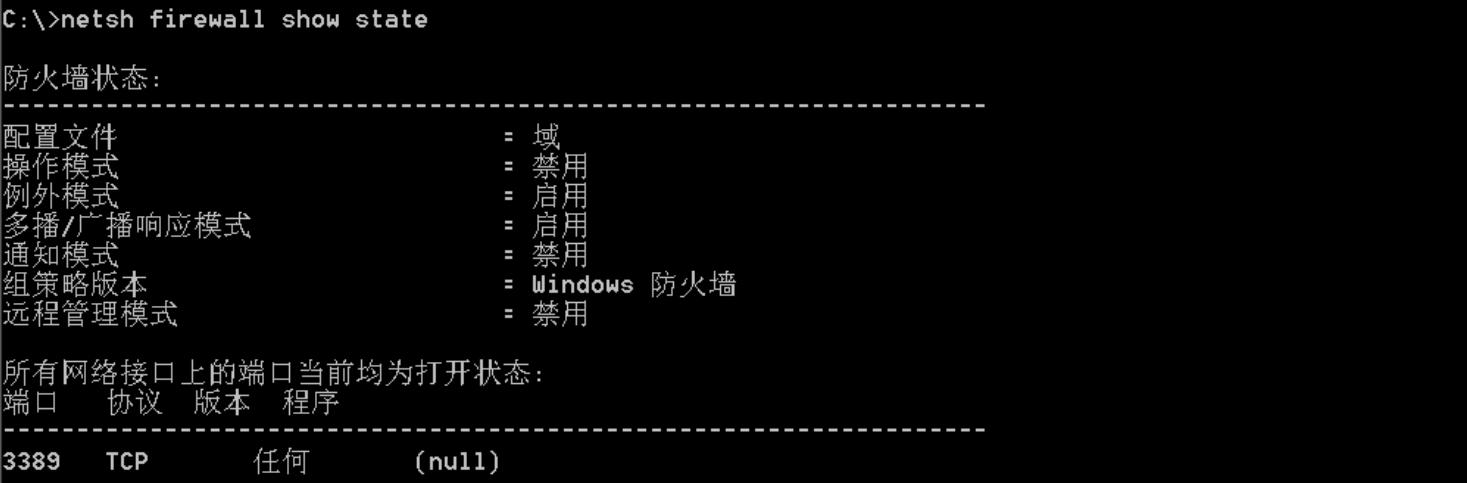 C:\>netsh firewall show state
防火墙状态:
-------------------------------------------------------------------
配置文件 = 域
操作模式 = 禁用
例外模式 = 启用
多播/广播响应模式 = 启用
通知模式 = 禁用
组策略版本 = Windows 防火墙
远程管理模式 = 禁用
所有网络接口上的端口当前均为打开状态:
端口 协议 版本 程序
-------------------------------------------------------------------
3389 TCP 任何 (null)